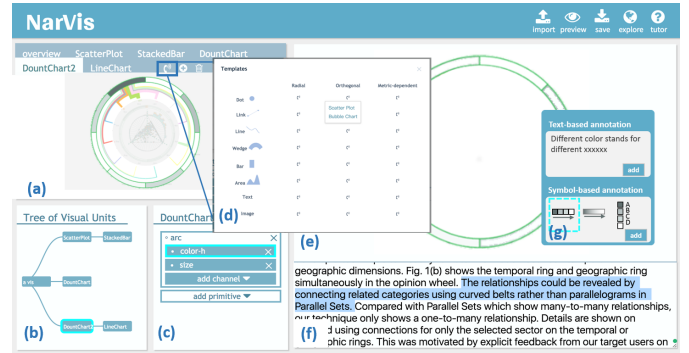 NarVis
import preview save explore tutor
overview ScatterPlot StackedBar DountChart
DountChart2 LineChart
Templates
Radial Orthogonal Metric-dependent
Dot
Link
Line
Wedge
Bar
Area
Text
Image
Scatter Plot
Bubble Chart
Text-based annotation
Different color stands for
different xxxxxx
add
Symbol-based annotation
A
B
C
D
add
(a)
(d)
(e)
(g)
Tree of Visual Units
ScatterPlot StackedBar
e vis DountChart
DountChart LineChart
(b)
DountChar
arc
color-h
size
add channel
add primitive
(c)
geographic dimensions. Fig. 1(b) shows the temporal ring and geographic ring
simultaneously in the opinion wheel. The relationships could be revealed by
connecting related categories using curved belts rather than parallelograms in
Parallel Sets. Compared with Parallel Sets which show many-to-many relationships,
our technique only shows a one-to-many relationship. Details are shown on
d using connections for only the selected sector on the temporal or
phic rings. This was motivated by explicit feedback from our target users on
(f)